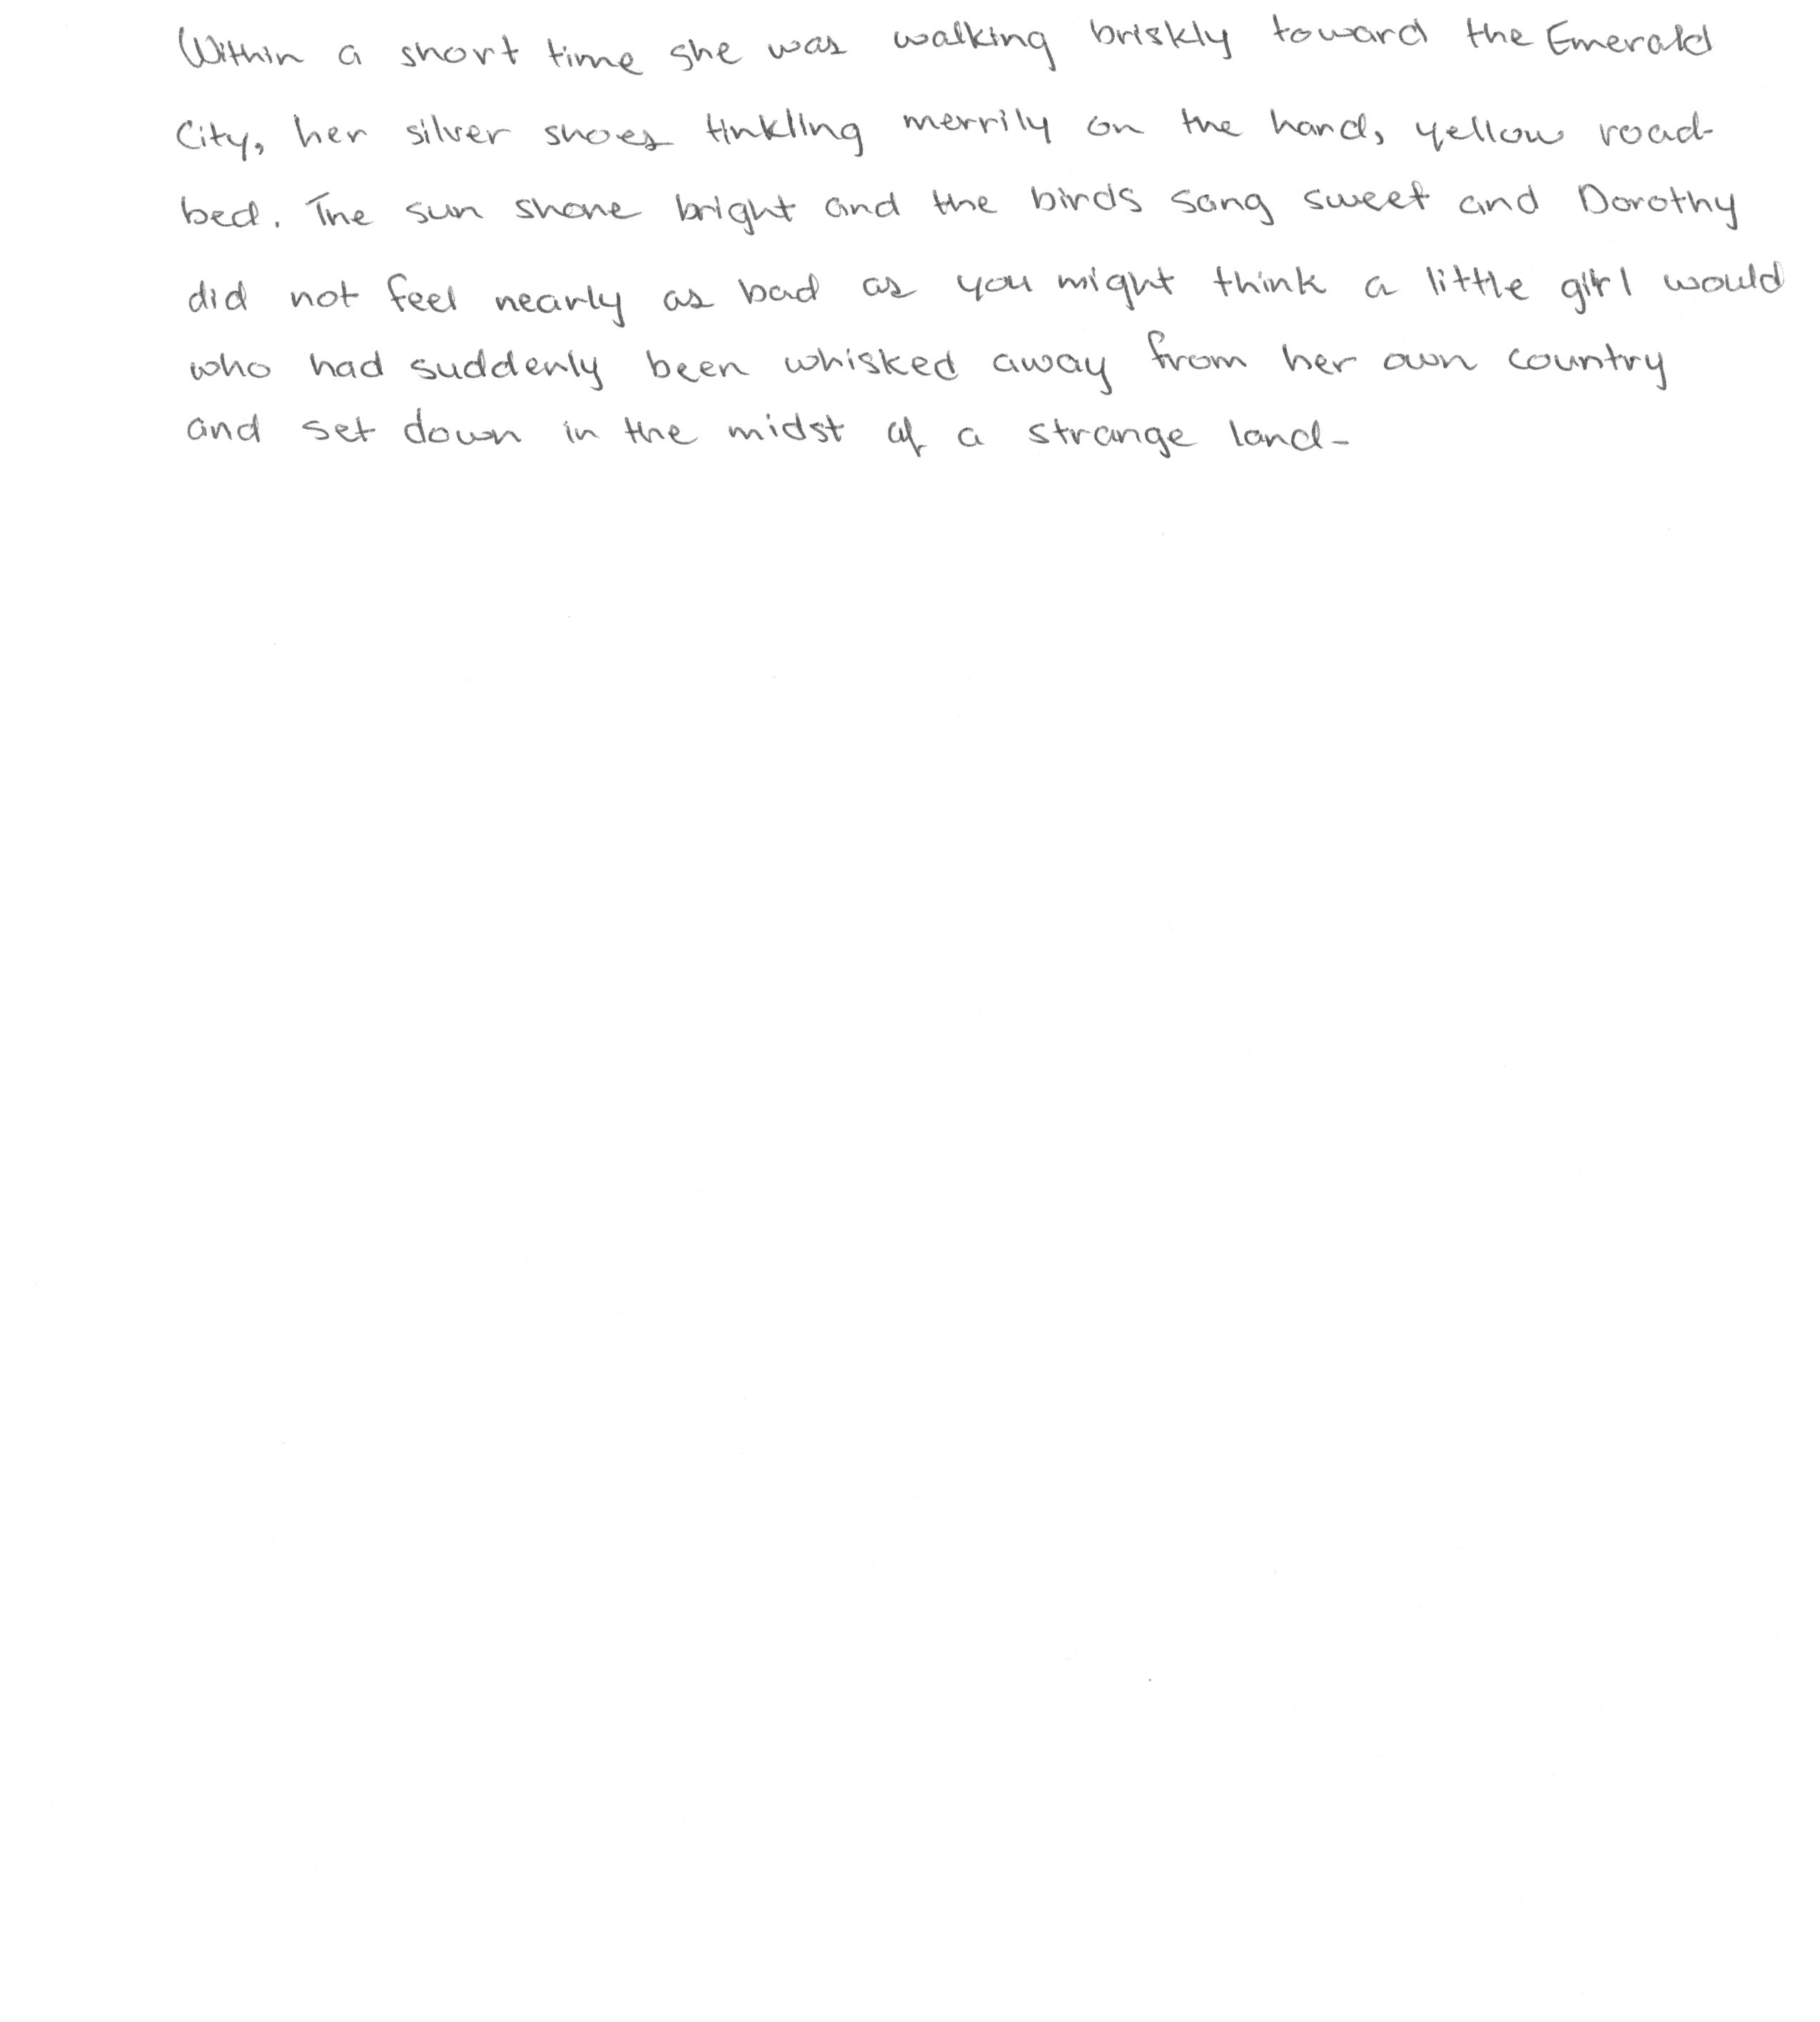 Within a short time she was walking briskly toward the Emerald
City, her silver shoes tinkling merrily on the hard, yellow road-
bed. The sun shone bright and the birds sang sweet and Dorothy
did not feel nearly as bad as you might think a little girl would
who had suddenly been whisked away from her own country
and set down in the midst of a strange land-